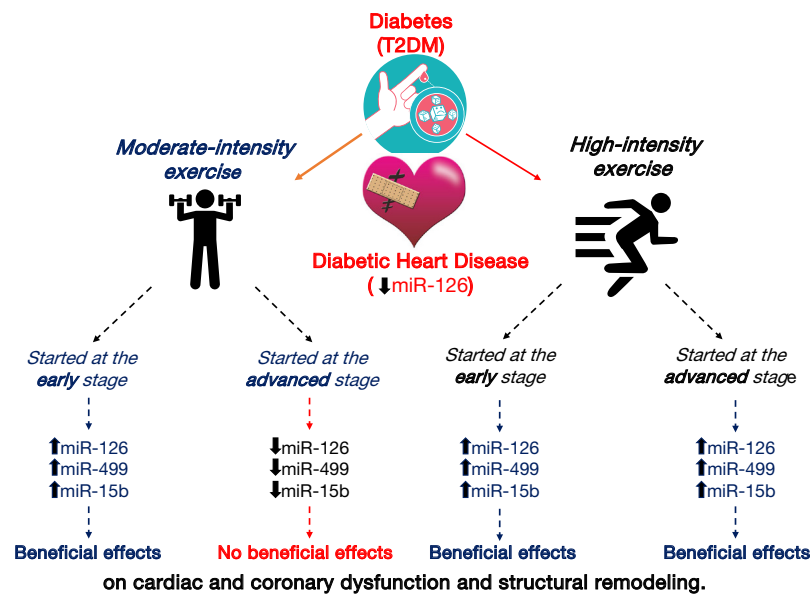 Diabetes
(T2DM)
Moderate-intensity
exercise
High-intensity
exercise
Diabetic Heart Disease
(⬇miR-126)
Started at the
early stage
Started at the
advanced stage
Started at the
early stage
Started at the
advanced stage
⬆miR-126
⬆miR-499
⬆miR-15b
⬇miR-126
⬇miR-499
⬇miR-15b
⬆miR-126
⬆miR-499
⬆miR-15b
⬆miR-126
⬆miR-499
⬆miR-15b
Beneficial effects
No beneficial effects
Beneficial effects
Beneficial effects
on cardiac and coronary dysfunction and structural remodeling.